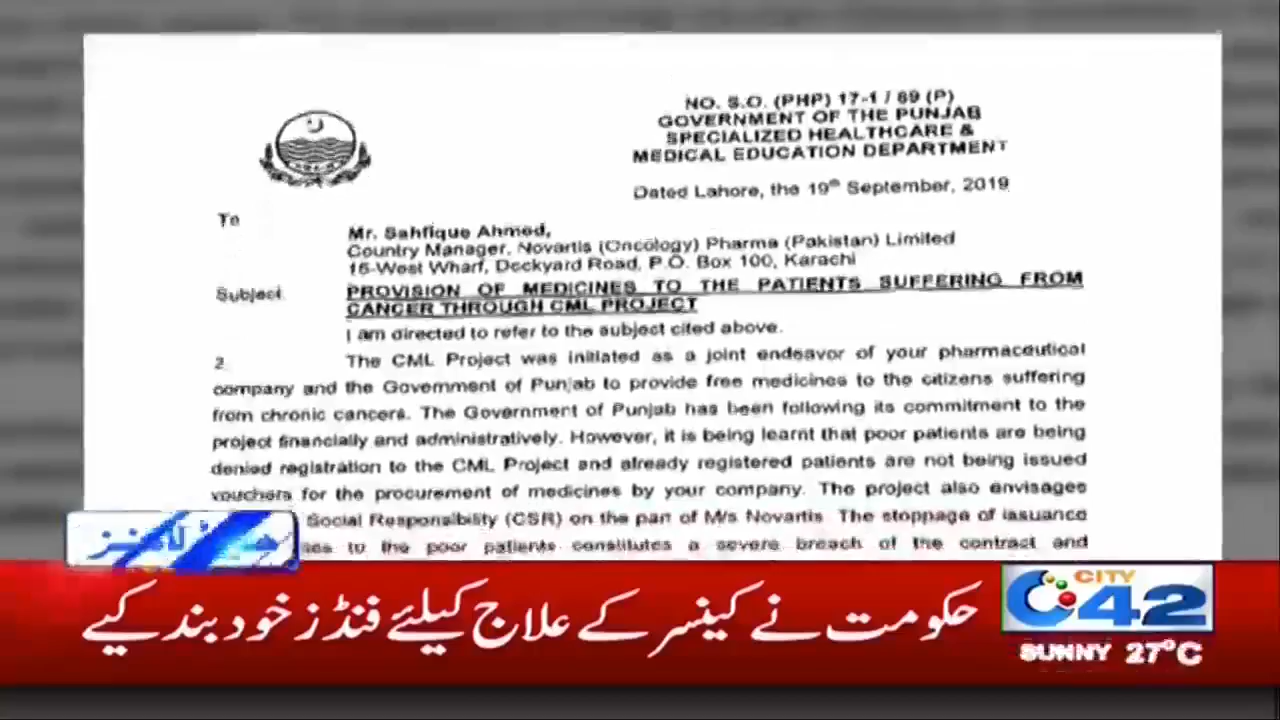 NO. S.O. (PHP) 17-1 / 89 (P)
GOVERNMENT OF THE PUNJAB
SPECIALIZED HEALTHCARE &
MEDICAL EDUCATION DEPARTMENT
Dated Lahore, the 19th September, 2019
To
Mr. Sahfique Ahmed,
Country Manager, Novartis (Oncology) Pharma (Pakistan) Limited
15-West Wharf, Dockyard Road, P.O. Box 100, Karachi
Subject: PROVISION OF MEDICINES TO THE PATIENTS SUFFERING FROM
CANCER THROUGH CML PROJECT
I am directed to refer to the subject cited above.
2. The CML Project was initiated as a joint endeavor of your pharmaceutical
company and the Government of Punjab to provide free medicines to the citizens suffering
from chronic cancers. The Government of Punjab has been following its commitment to the
project financially and administratively. However, it is being learnt that poor patients are being
denied registration to the CML Project and already registered patients are not being issued
vouchers for the procurement of medicines by your company. The project also envisages
Social Responsibility (CSR) on the part of M/s Novartis. The stoppage of issuance
to the poor patients constitutes a severe breach of the contract and
ہیڈ لائنز
حکومت نے کینسر کے علاج کیلئے فنڈز خود بند کیے
CITY
42
SUNNY 27°C